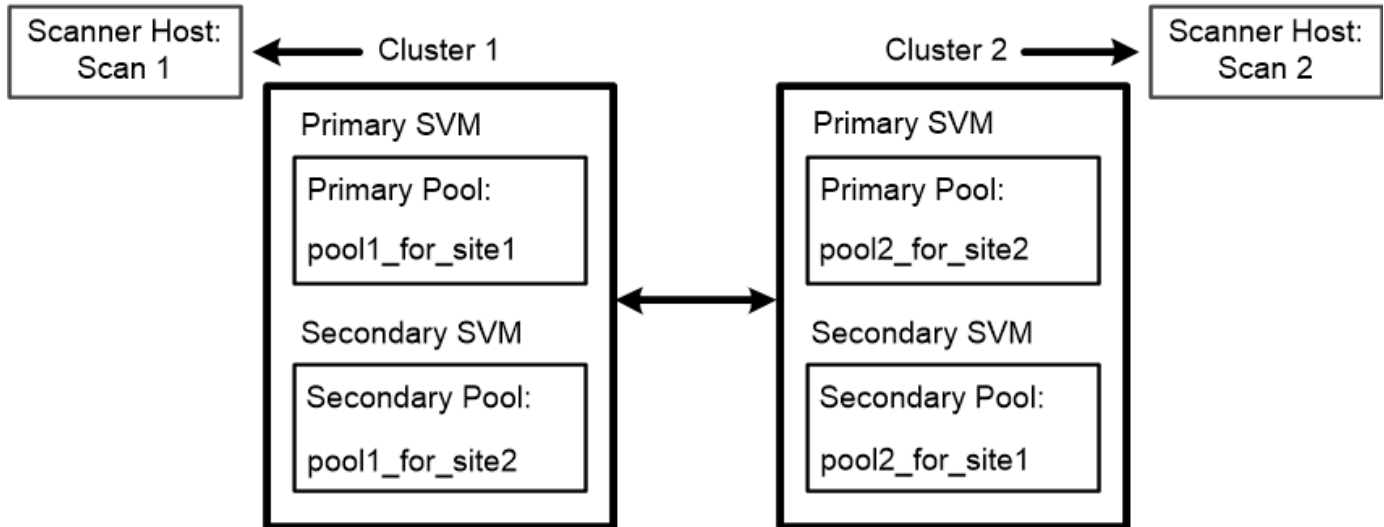 Scanner Host:
Scan 1
Cluster 1
Cluster 2
Scanner Host:
Scan 2
Primary SVM
Primary Pool:
pool1_for_site1
Secondary SVM
Secondary Pool:
pool1_for_site2
Primary SVM
Primary Pool:
pool2_for_site2
Secondary SVM
Secondary Pool:
pool2_for_site1